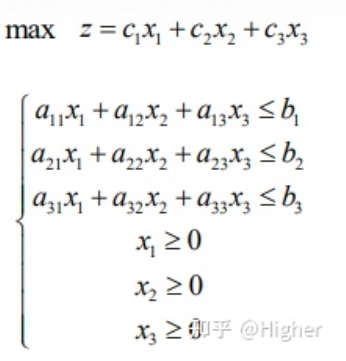 max z = c₁x₁ + c₂x₂ + c₃x₃
a₁₁x₁ + a₁₂x₂ + a₁₃x₃ ≤ b₁
a₂₁x₁ + a₂₂x₂ + a₂₃x₃ ≤ b₂
a₃₁x₁ + a₃₂x₂ + a₃₃x₃ ≤ b₃
x₁ ≥ 0
x₂ ≥ 0
x₃ ≥ 0
知乎 @Higher